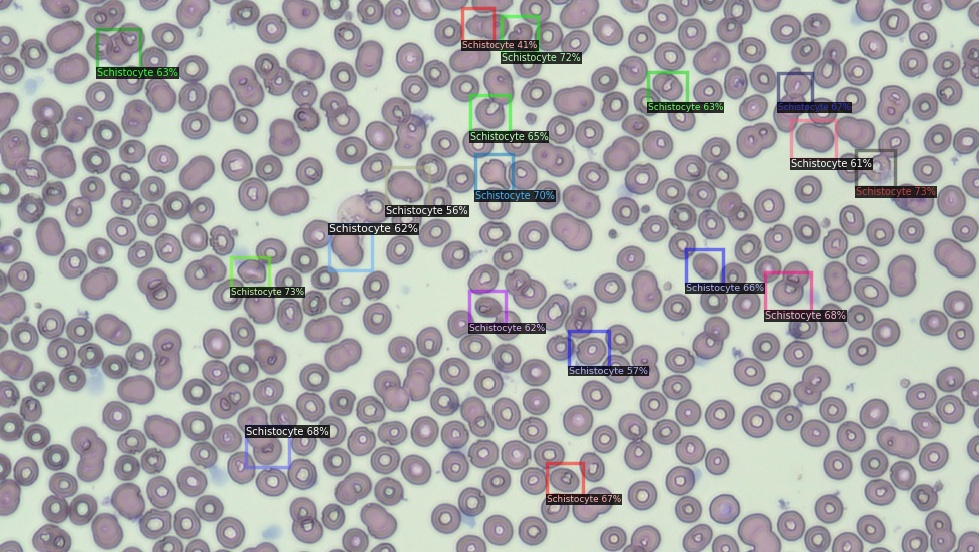 Schistocyte 41%
Schistocyte 72%
Schistocyte 63%
Schistocyte 63%
Schistocyte 67%
Schistocyte 65%
Schistocyte 61%
Schistocyte 73%
Schistocyte 70%
Schistocyte 56%
Schistocyte 62%
Schistocyte 66%
Schistocyte 73%
Schistocyte 68%
Schistocyte 62%
Schistocyte 57%
Schistocyte 68%
Schistocyte 67%